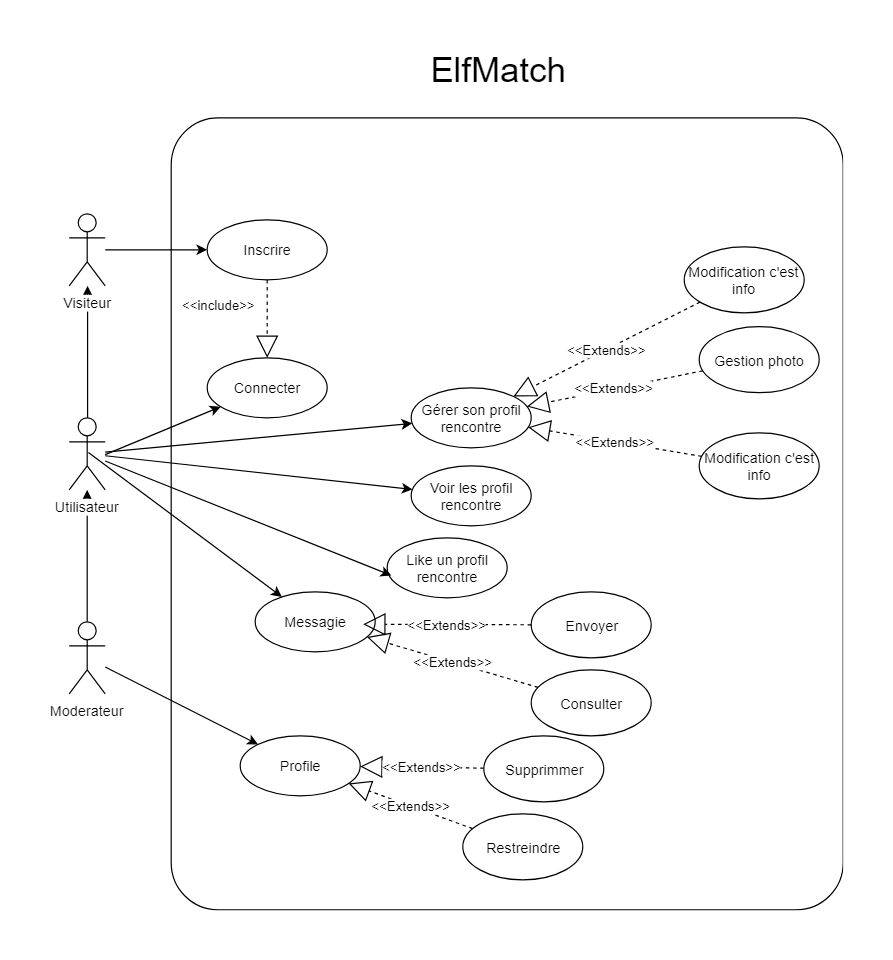 ElfMatch
Inscrire
Visiteur
<<include>>
Modification c'est
info
<<Extends>>
Gestion photo
Connecter
<<Extends>>
Gérer son profil
rencontre
<<Extends>>
Modification c'est
info
Utilisateur
Voir les profil
rencontre
Like un profil
rencontre
Messagie
<<Extends>>
Envoyer
<<Extends>>
Consulter
Moderateur
Profile
<<Extends>>
Supprimmer
<<Extends>>
Restreindre